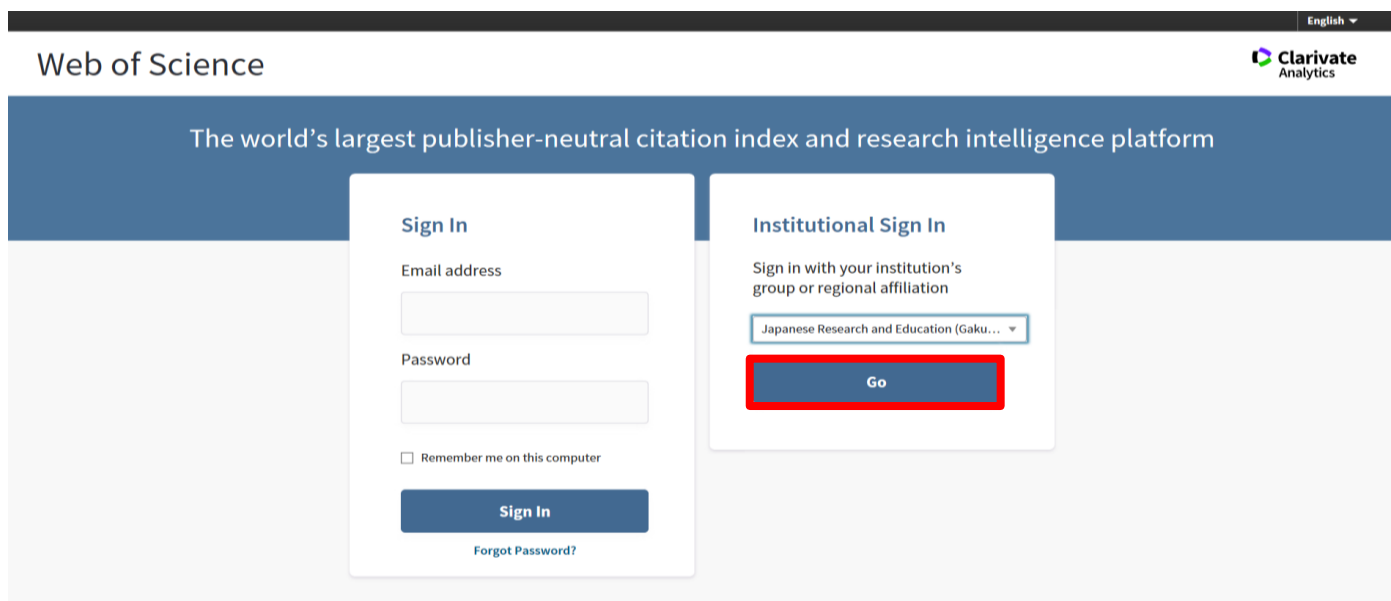 English
Web of Science
Clarivate
Analytics
The world's largest publisher-neutral citation index and research intelligence platform
Sign In
Email address
Password
Remember me on this computer
Sign In
Forgot Password?
Institutional Sign In
Sign in with your institution's
group or regional affiliation
Japanese Research and Education (Gaku...
Go